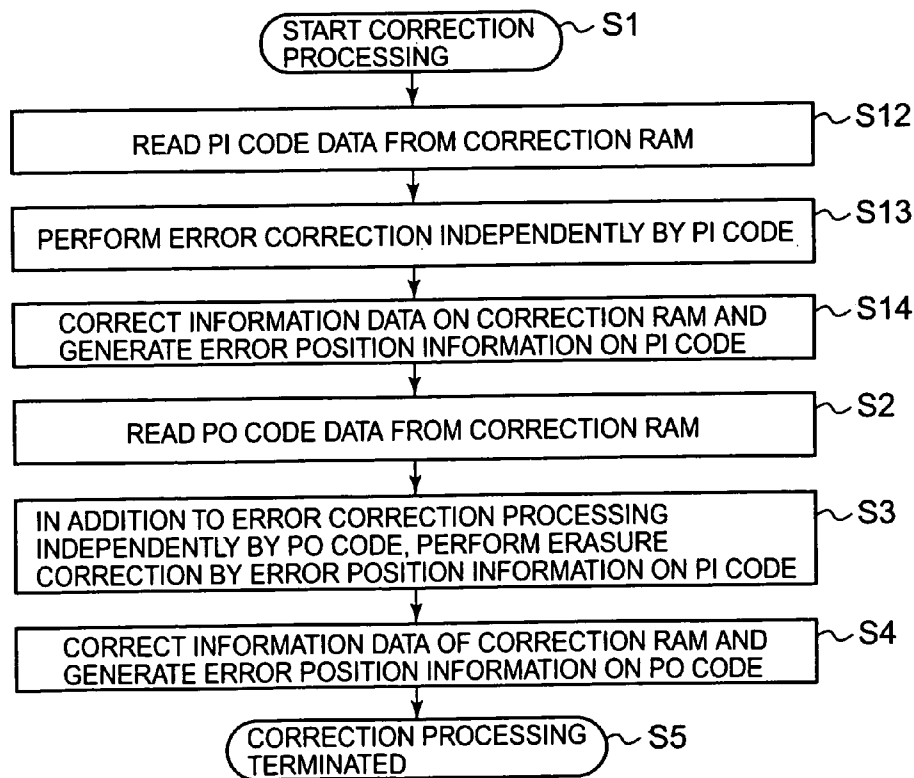 START CORRECTION
PROCESSING
S1
READ PI CODE DATA FROM CORRECTION RAM
S12
PERFORM ERROR CORRECTION INDEPENDENTLY BY PI CODE
S13
CORRECT INFORMATION DATA ON CORRECTION RAM AND
GENERATE ERROR POSITION INFORMATION ON PI CODE
S14
READ PO CODE DATA FROM CORRECTION RAM
S2
IN ADDITION TO ERROR CORRECTION PROCESSING
INDEPENDENTLY BY PO CODE, PERFORM ERASURE
CORRECTION BY ERROR POSITION INFORMATION ON PI CODE
S3
CORRECT INFORMATION DATA OF CORRECTION RAM AND
GENERATE ERROR POSITION INFORMATION ON PO CODE
S4
CORRECTION PROCESSING
TERMINATED
S5